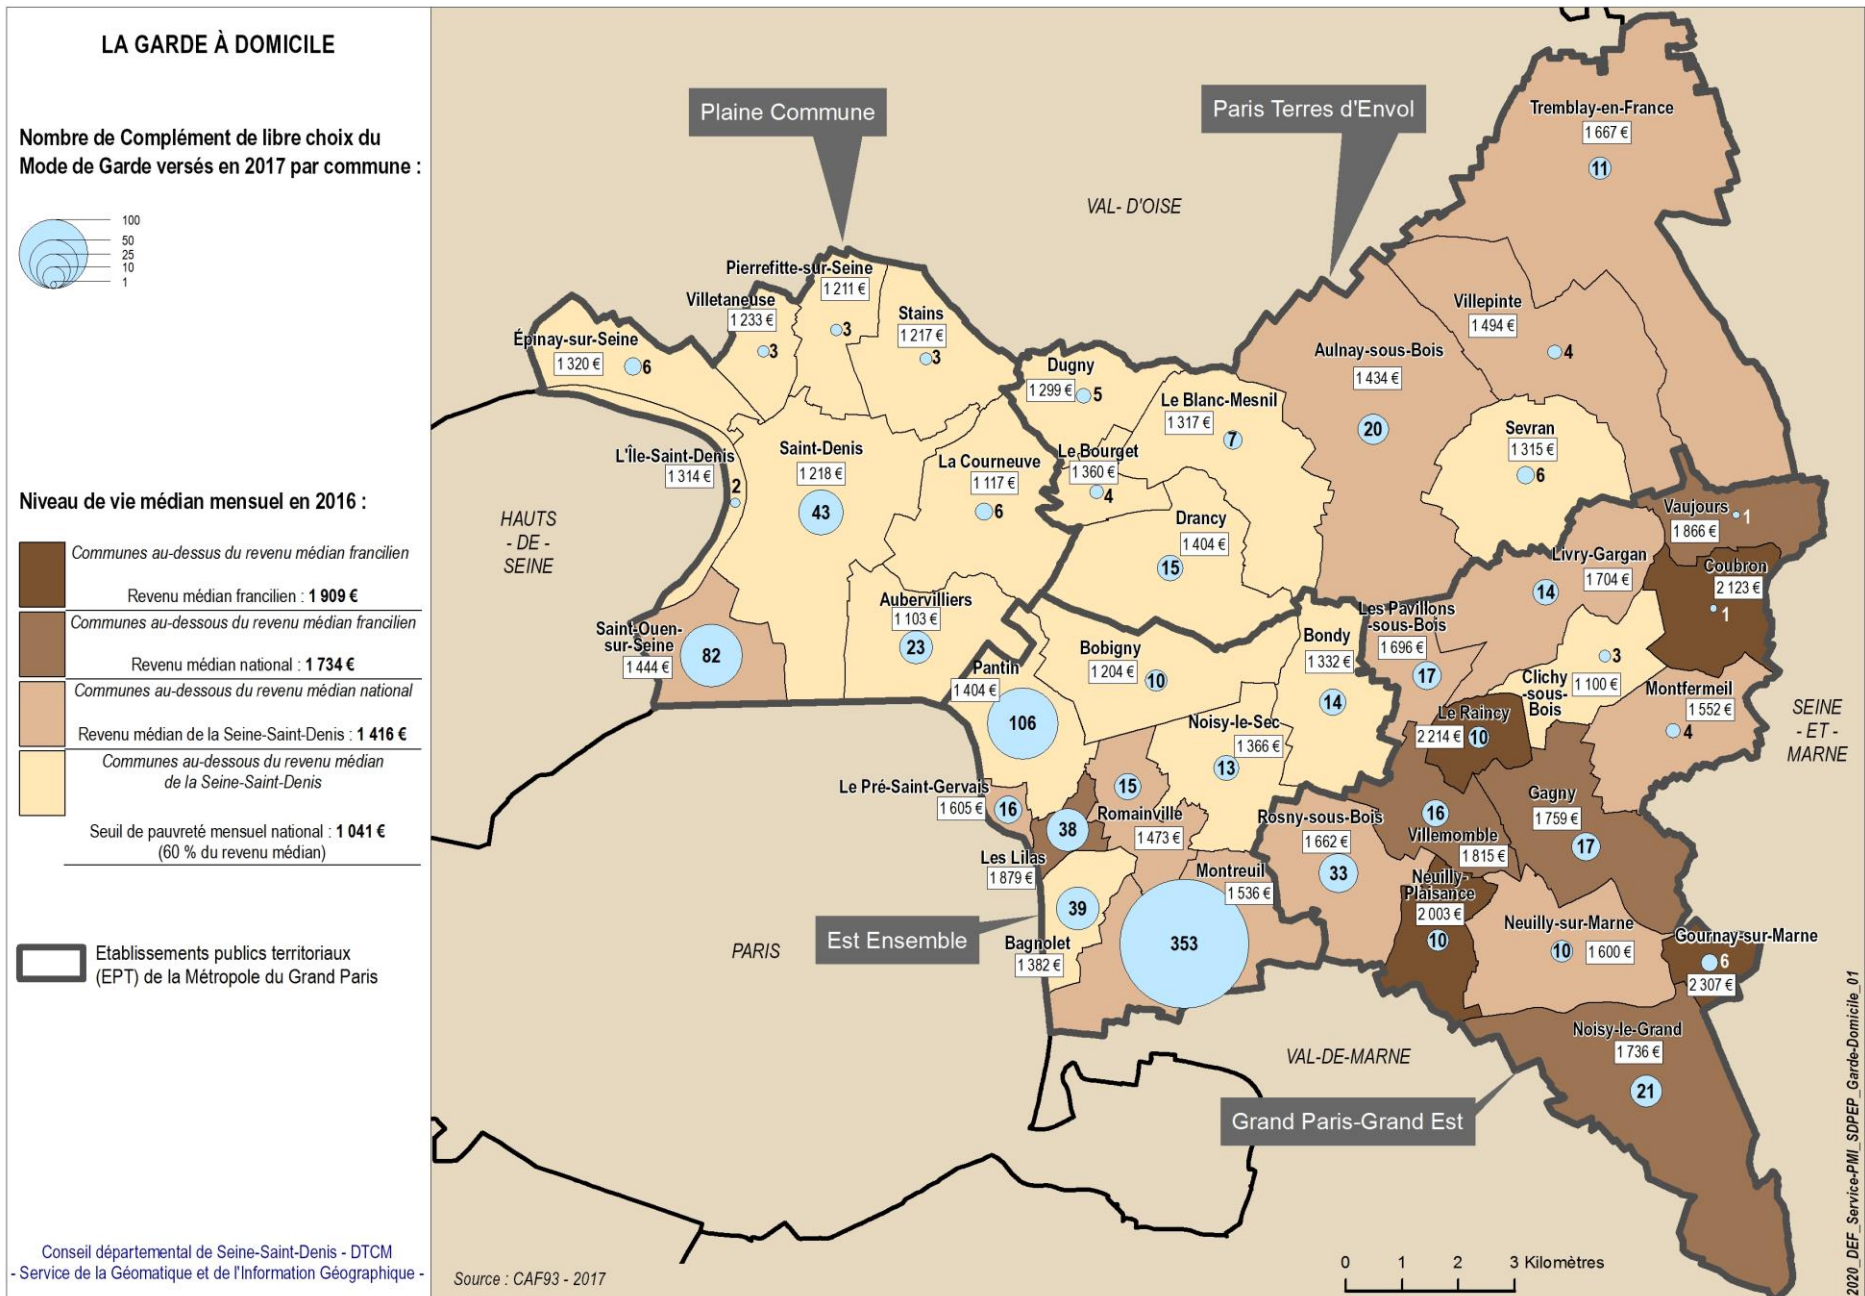 LA GARDE À DOMICILE
Nombre de Complément de libre choix du
Mode de Garde versés en 2017 par commune :
100
50
25
10
1
Niveau de vie médian mensuel en 2016 :
Communes au-dessus du revenu médian francilien
Revenu médian francilien : 1 909 €
Communes au-dessous du revenu médian francilien
Revenu médian national : 1 734 €
Communes au-dessous du revenu médian national
Revenu médian de la Seine-Saint-Denis : 1 416 €
Communes au-dessous du revenu médian
de la Seine-Saint-Denis
Seuil de pauvreté mensuel national : 1 041 €
(60 % du revenu médian)
Etablissements publics territoriaux
(EPT) de la Métropole du Grand Paris
Conseil départemental de Seine-Saint-Denis - DTCM
- Service de la Géomatique et de l'Information Géographique -
Plaine Commune
Paris Terres d'Envol
Est Ensemble
Grand Paris-Grand Est
VAL- D'OISE
HAUTS
- DE -
SEINE
PARIS
VAL-DE-MARNE
SEINE
- ET -
MARNE
Tremblay-en-France
1 667 €
11
Villepinte
1 494 €
4
Aulnay-sous-Bois
1 434 €
20
Sevran
1 315 €
6
Pierrefitte-sur-Seine
1 211 €
3
Villetaneuse
1 233 €
3
Stains
1 217 €
3
Épinay-sur-Seine
1 320 €
6
Dugny
1 299 €
5
Le Blanc-Mesnil
1 317 €
7
Le Bourget
1 360 €
4
Drancy
1 404 €
15
L'Île-Saint-Denis
1 314 €
2
Saint-Denis
1 218 €
43
La Courneuve
1 117 €
6
Aubervilliers
1 103 €
23
Saint-Ouen-
sur-Seine
1 444 €
82
Pantin
1 404 €
106
Bobigny
1 204 €
10
Bondy
1 332 €
14
Noisy-le-Sec
1 366 €
13
Le Pré-Saint-Gervais
1 605 €
16
Les Lilas
1 879 €
38
Romainville
1 473 €
15
Bagnolet
1 382 €
39
Montreuil
1 536 €
353
Vaujours
1 866 €
1
Coubron
2 123 €
1
Livry-Gargan
1 704 €
14
Les Pavillons
-sous-Bois
1 696 €
17
Clichy
-sous-
Bois
1 100 €
3
Montfermeil
1 552 €
4
Le Raincy
2 214 €
10
Gagny
1 759 €
17
Villemomble
1 815 €
16
Rosny-sous-Bois
1 662 €
33
Neuilly-
Plaisance
2 003 €
10
Neuilly-sur-Marne
1 600 €
10
Gournay-sur-Marne
6
2 307 €
Noisy-le-Grand
1 736 €
21
Source : CAF93 - 2017
0 1 2 3 Kilomètres
2020_DEF_Service-PMI_SDPEP_Garde-Domicile_01